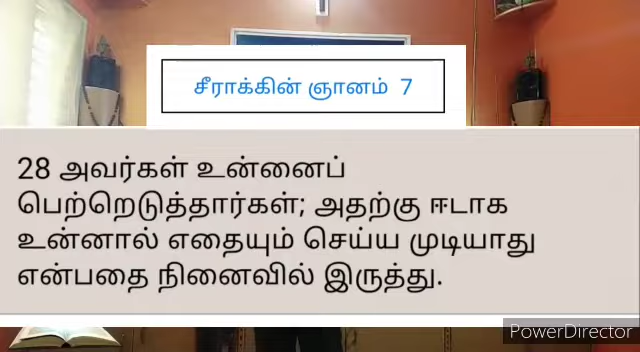 சீராக்கின் ஞானம் 7
28 அவர்கள் உன்னைப்
பெற்றெடுத்தார்கள்; அதற்கு ஈடாக
உன்னால் எதையும் செய்ய முடியாது
என்பதை நினைவில் இருத்து.
PowerDirector